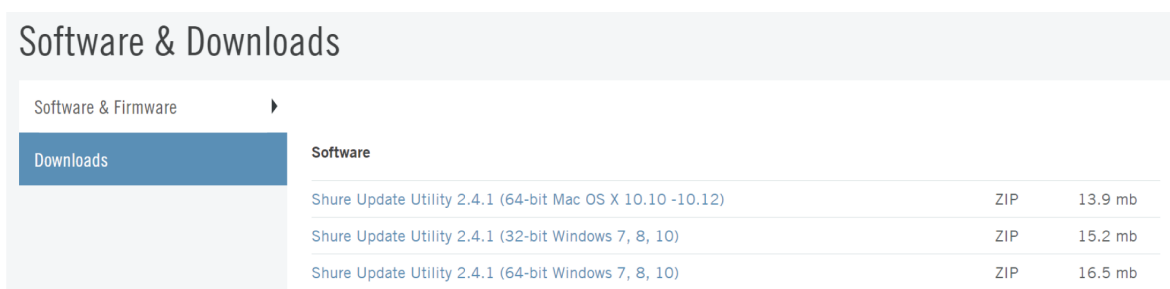 Software & Downloads
Software & Firmware
Downloads
Software
Shure Update Utility 2.4.1 (64-bit Mac OS X 10.10 -10.12) ZIP 13.9 mb
Shure Update Utility 2.4.1 (32-bit Windows 7, 8, 10) ZIP 15.2 mb
Shure Update Utility 2.4.1 (64-bit Windows 7, 8, 10) ZIP 16.5 mb